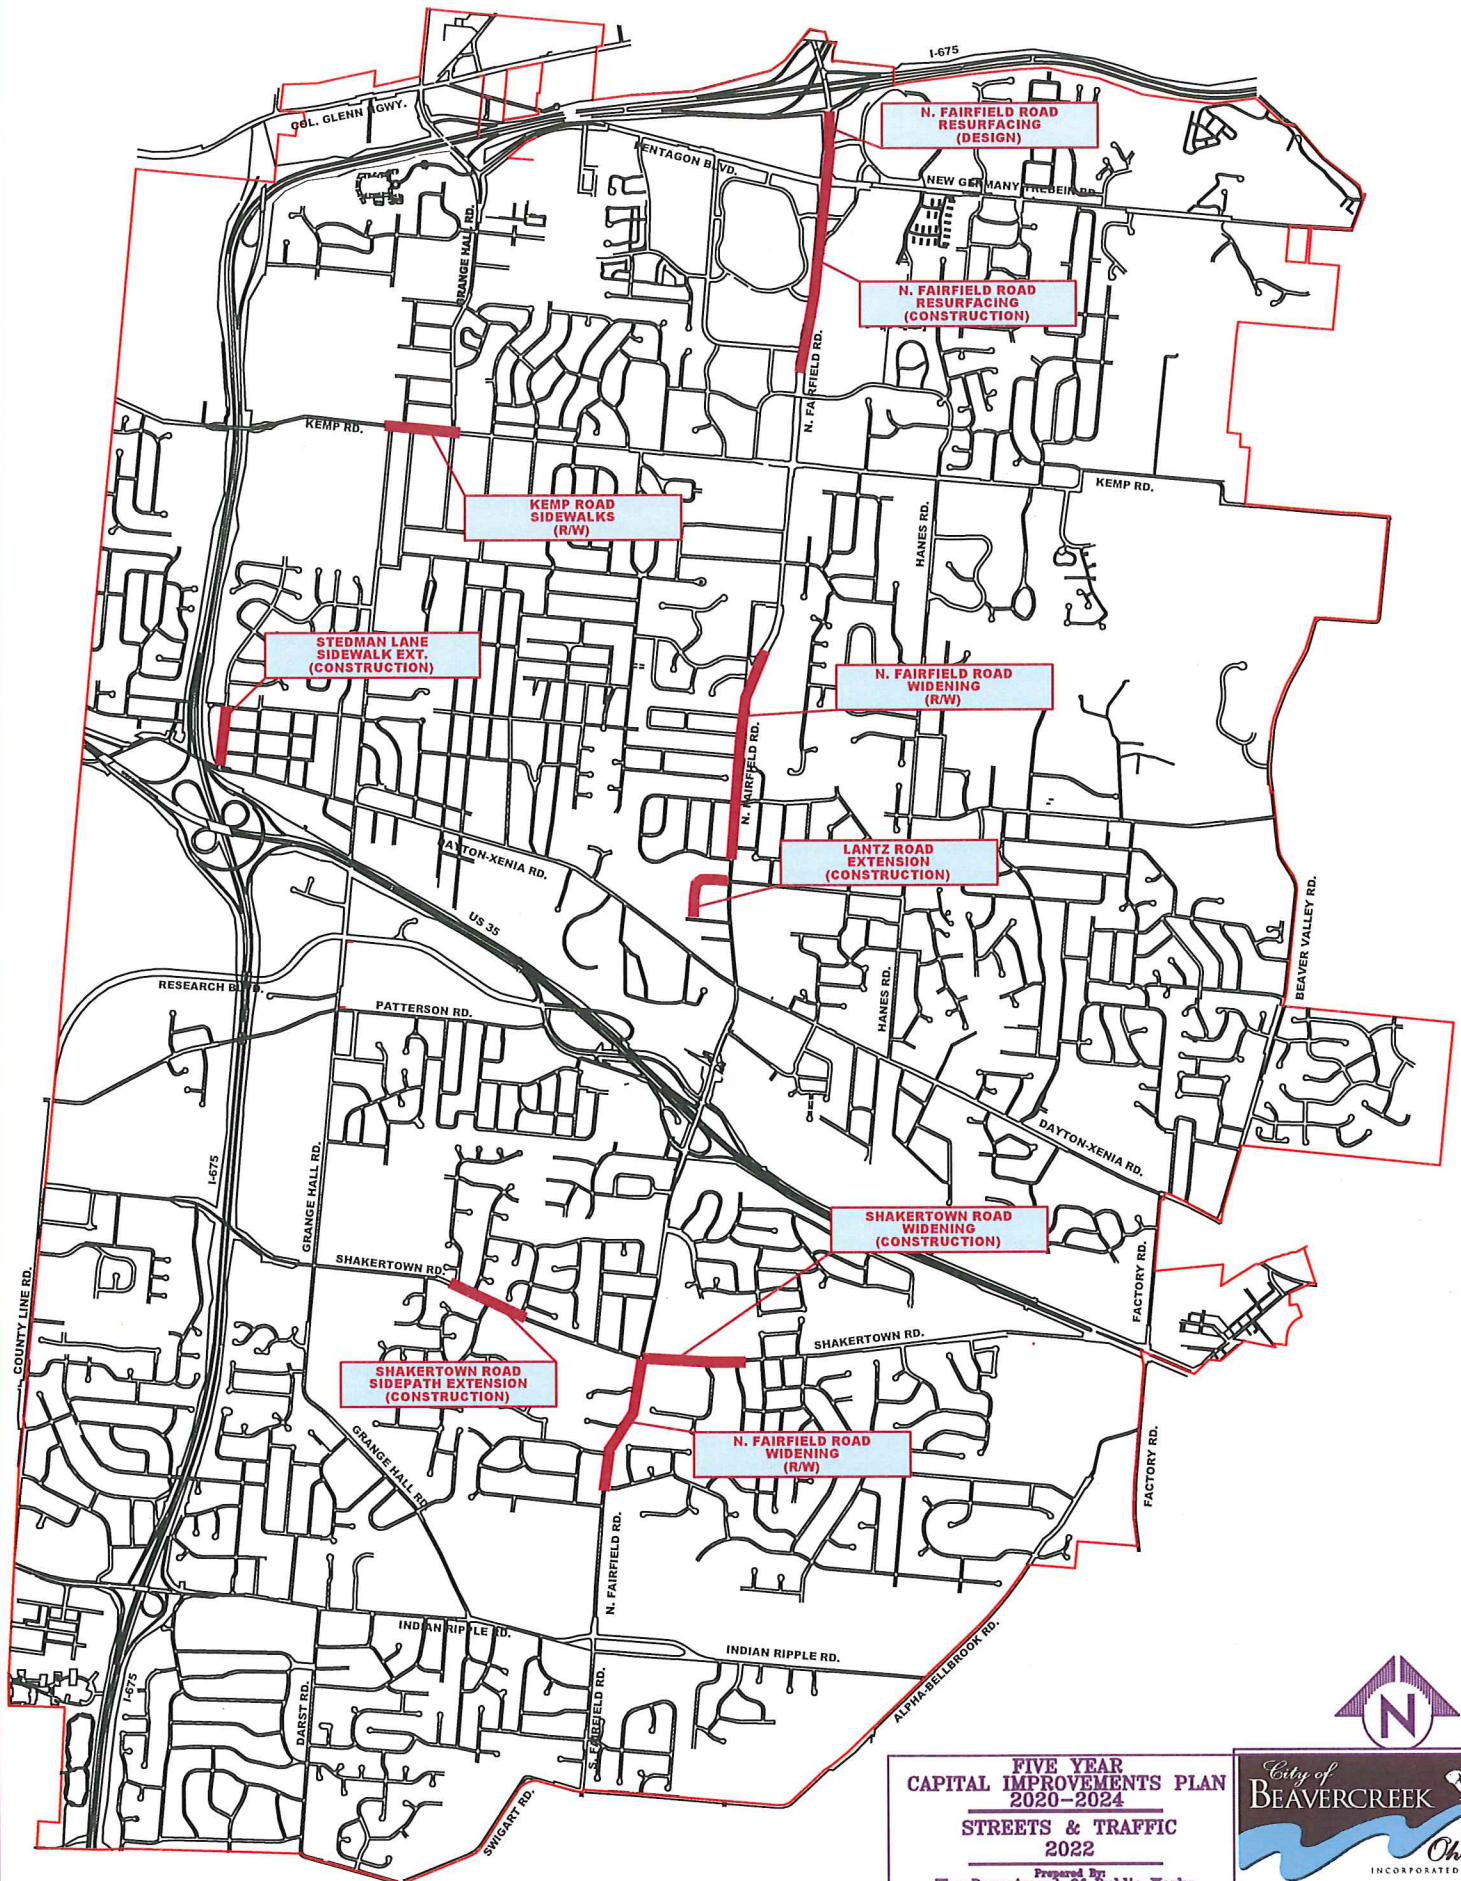 I-675
COL. GLENN HGWY.
N. FAIRFIELD ROAD
RESURFACING
(DESIGN)
PENTAGON BLVD.
NEW GERMANY TREBEIN RD.
GRANGE HALL RD.
N. FAIRFIELD ROAD
RESURFACING
(CONSTRUCTION)
N. FAIRFIELD RD.
KEMP RD.
KEMP RD.
KEMP ROAD
SIDEWALKS
(R/W)
HANES RD.
STEDMAN LANE
SIDEWALK EXT.
(CONSTRUCTION)
N. FAIRFIELD ROAD
WIDENING
(R/W)
N. FAIRFIELD RD.
DAYTON-XENIA RD.
LANTZ ROAD
EXTENSION
(CONSTRUCTION)
US 35
BEAVER VALLEY RD.
RESEARCH BLVD.
PATTERSON RD.
HANES RD.
DAYTON-XENIA RD.
I-675
GRANGE HALL RD.
SHAKERTOWN ROAD
WIDENING
(CONSTRUCTION)
SHAKERTOWN RD.
COUNTY LINE RD.
FACTORY RD.
SHAKERTOWN RD.
SHAKERTOWN ROAD
SIDEPATH EXTENSION
(CONSTRUCTION)
GRANGE HALL RD.
N. FAIRFIELD ROAD
WIDENING
(R/W)
FACTORY RD.
N. FAIRFIELD RD.
INDIAN RIPPLE RD.
INDIAN RIPPLE RD.
ALPHA-BELLBROOK RD.
I-675
DARST RD.
S. FAIRFIELD RD.
SWIGART RD.
N
FIVE YEAR
CAPITAL IMPROVEMENTS PLAN
2020-2024
STREETS & TRAFFIC
2022
Prepared By:
City of
BEAVERCREEK
Oh
INCORPORATED